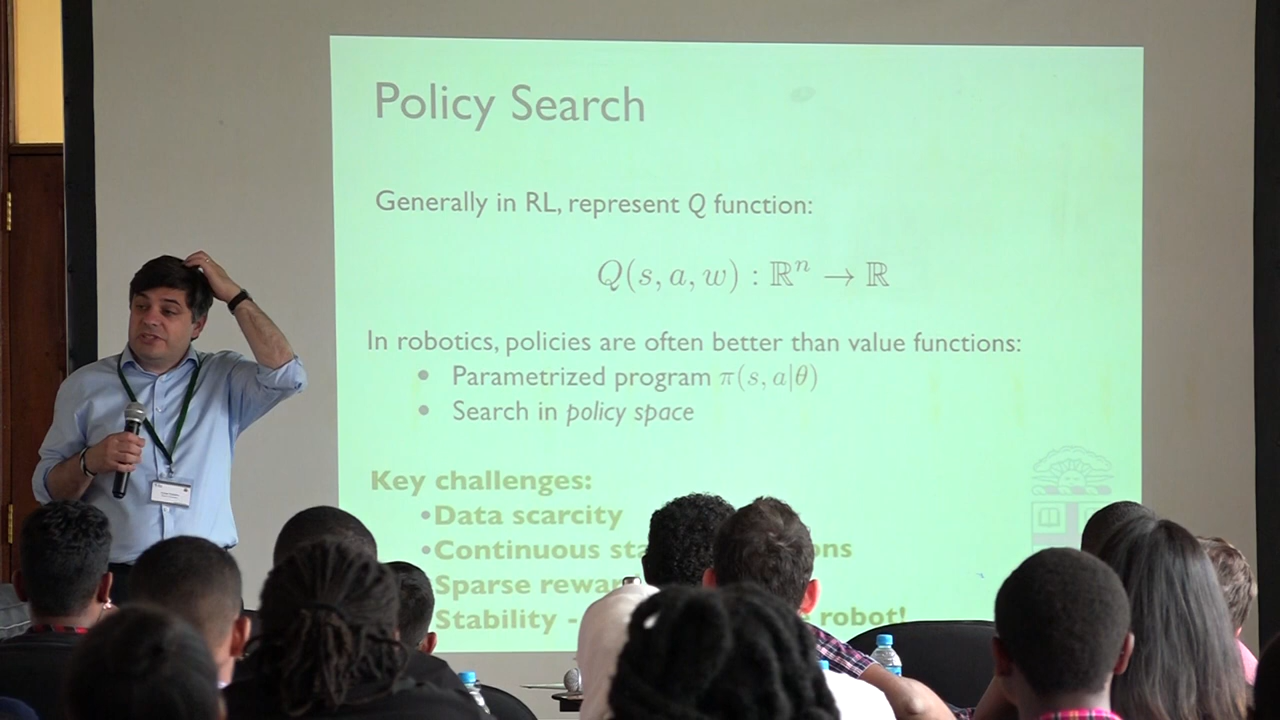 Policy Search
Generally in RL, represent Q function:
Q(s, a, w) : ℝⁿ → ℝ
In robotics, policies are often better than value functions:
• Parametrized program π(s, a|θ)
• Search in policy space
Key challenges:
•Data scarcity
•Continuous
Sparse
Stability - robot!